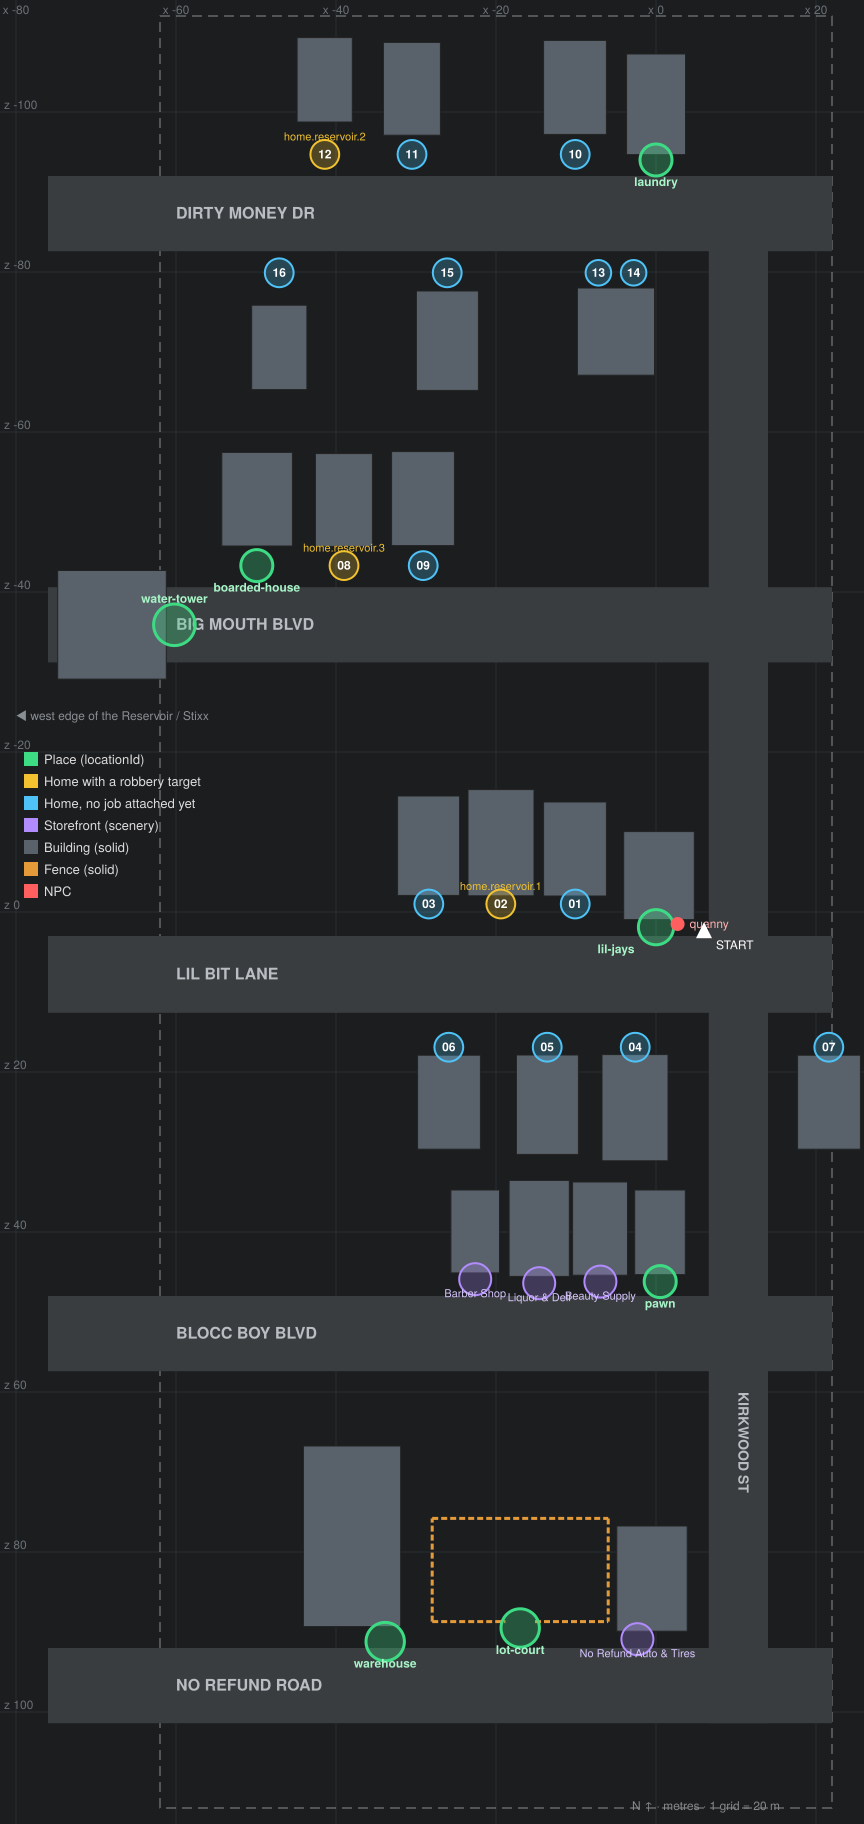 x -80
x -60
x -40
x -20
x 0
x 20
z -100
home.reservoir.2
12
11
10
laundry
DIRTY MONEY DR
z -80
16
15
13
14
z -60
home.reservoir.3
08
09
boarded-house
z -40
water-tower
BIG MOUTH BLVD
◀ west edge of the Reservoir / Stixx
z -20
Place (locationId)
Home with a robbery target
Home, no job attached yet
Storefront (scenery)
Building (solid)
Fence (solid)
NPC
home.reservoir.1
z 0
03
02
01
quanny
START
lil-jays
LIL BIT LANE
06
05
04
07
z 20
z 40
Barber Shop
Liquor & Deli
Beauty Supply
pawn
BLOCC BOY BLVD
z 60
KIRKWOOD ST
z 80
warehouse
lot-court
No Refund Auto & Tires
NO REFUND ROAD
z 100
N ↑ · metres · 1 grid = 20 m